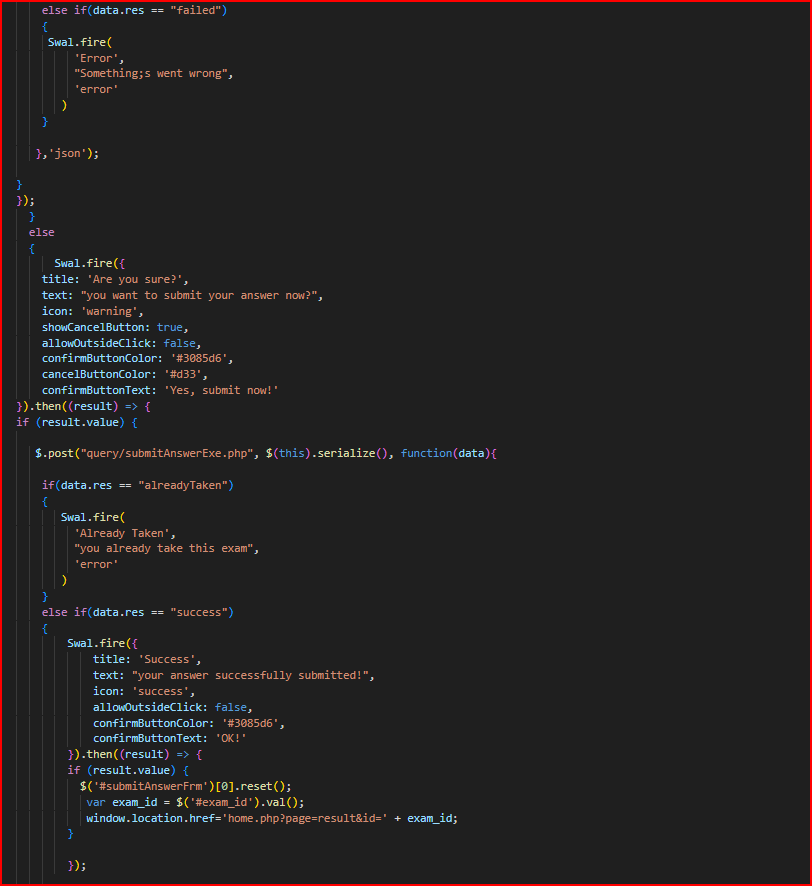 else if(data.res == "failed")
{
Swal.fire(
'Error',
"Something;s went wrong",
'error'
)
}
},'json');
}
});
}
else
{
Swal.fire({
title: 'Are you sure?',
text: "you want to submit your answer now?",
icon: 'warning',
showCancelButton: true,
allowOutsideClick: false,
confirmButtonColor: '#3085d6',
cancelButtonColor: '#d33',
confirmButtonText: 'Yes, submit now!'
}).then((result) => {
if (result.value) {
$.post("query/submitAnswerExe.php", $(this).serialize(), function(data){
if(data.res == "alreadyTaken")
{
Swal.fire(
'Already Taken',
"you already take this exam",
'error'
)
}
else if(data.res == "success")
{
Swal.fire({
title: 'Success',
text: "your answer successfully submitted!",
icon: 'success',
allowOutsideClick: false,
confirmButtonColor: '#3085d6',
confirmButtonText: 'OK!'
}).then((result) => {
if (result.value) {
$('#submitAnswerFrm')[0].reset();
var exam_id = $('#exam_id').val();
window.location.href='home.php?page=result&id=' + exam_id;
}
});